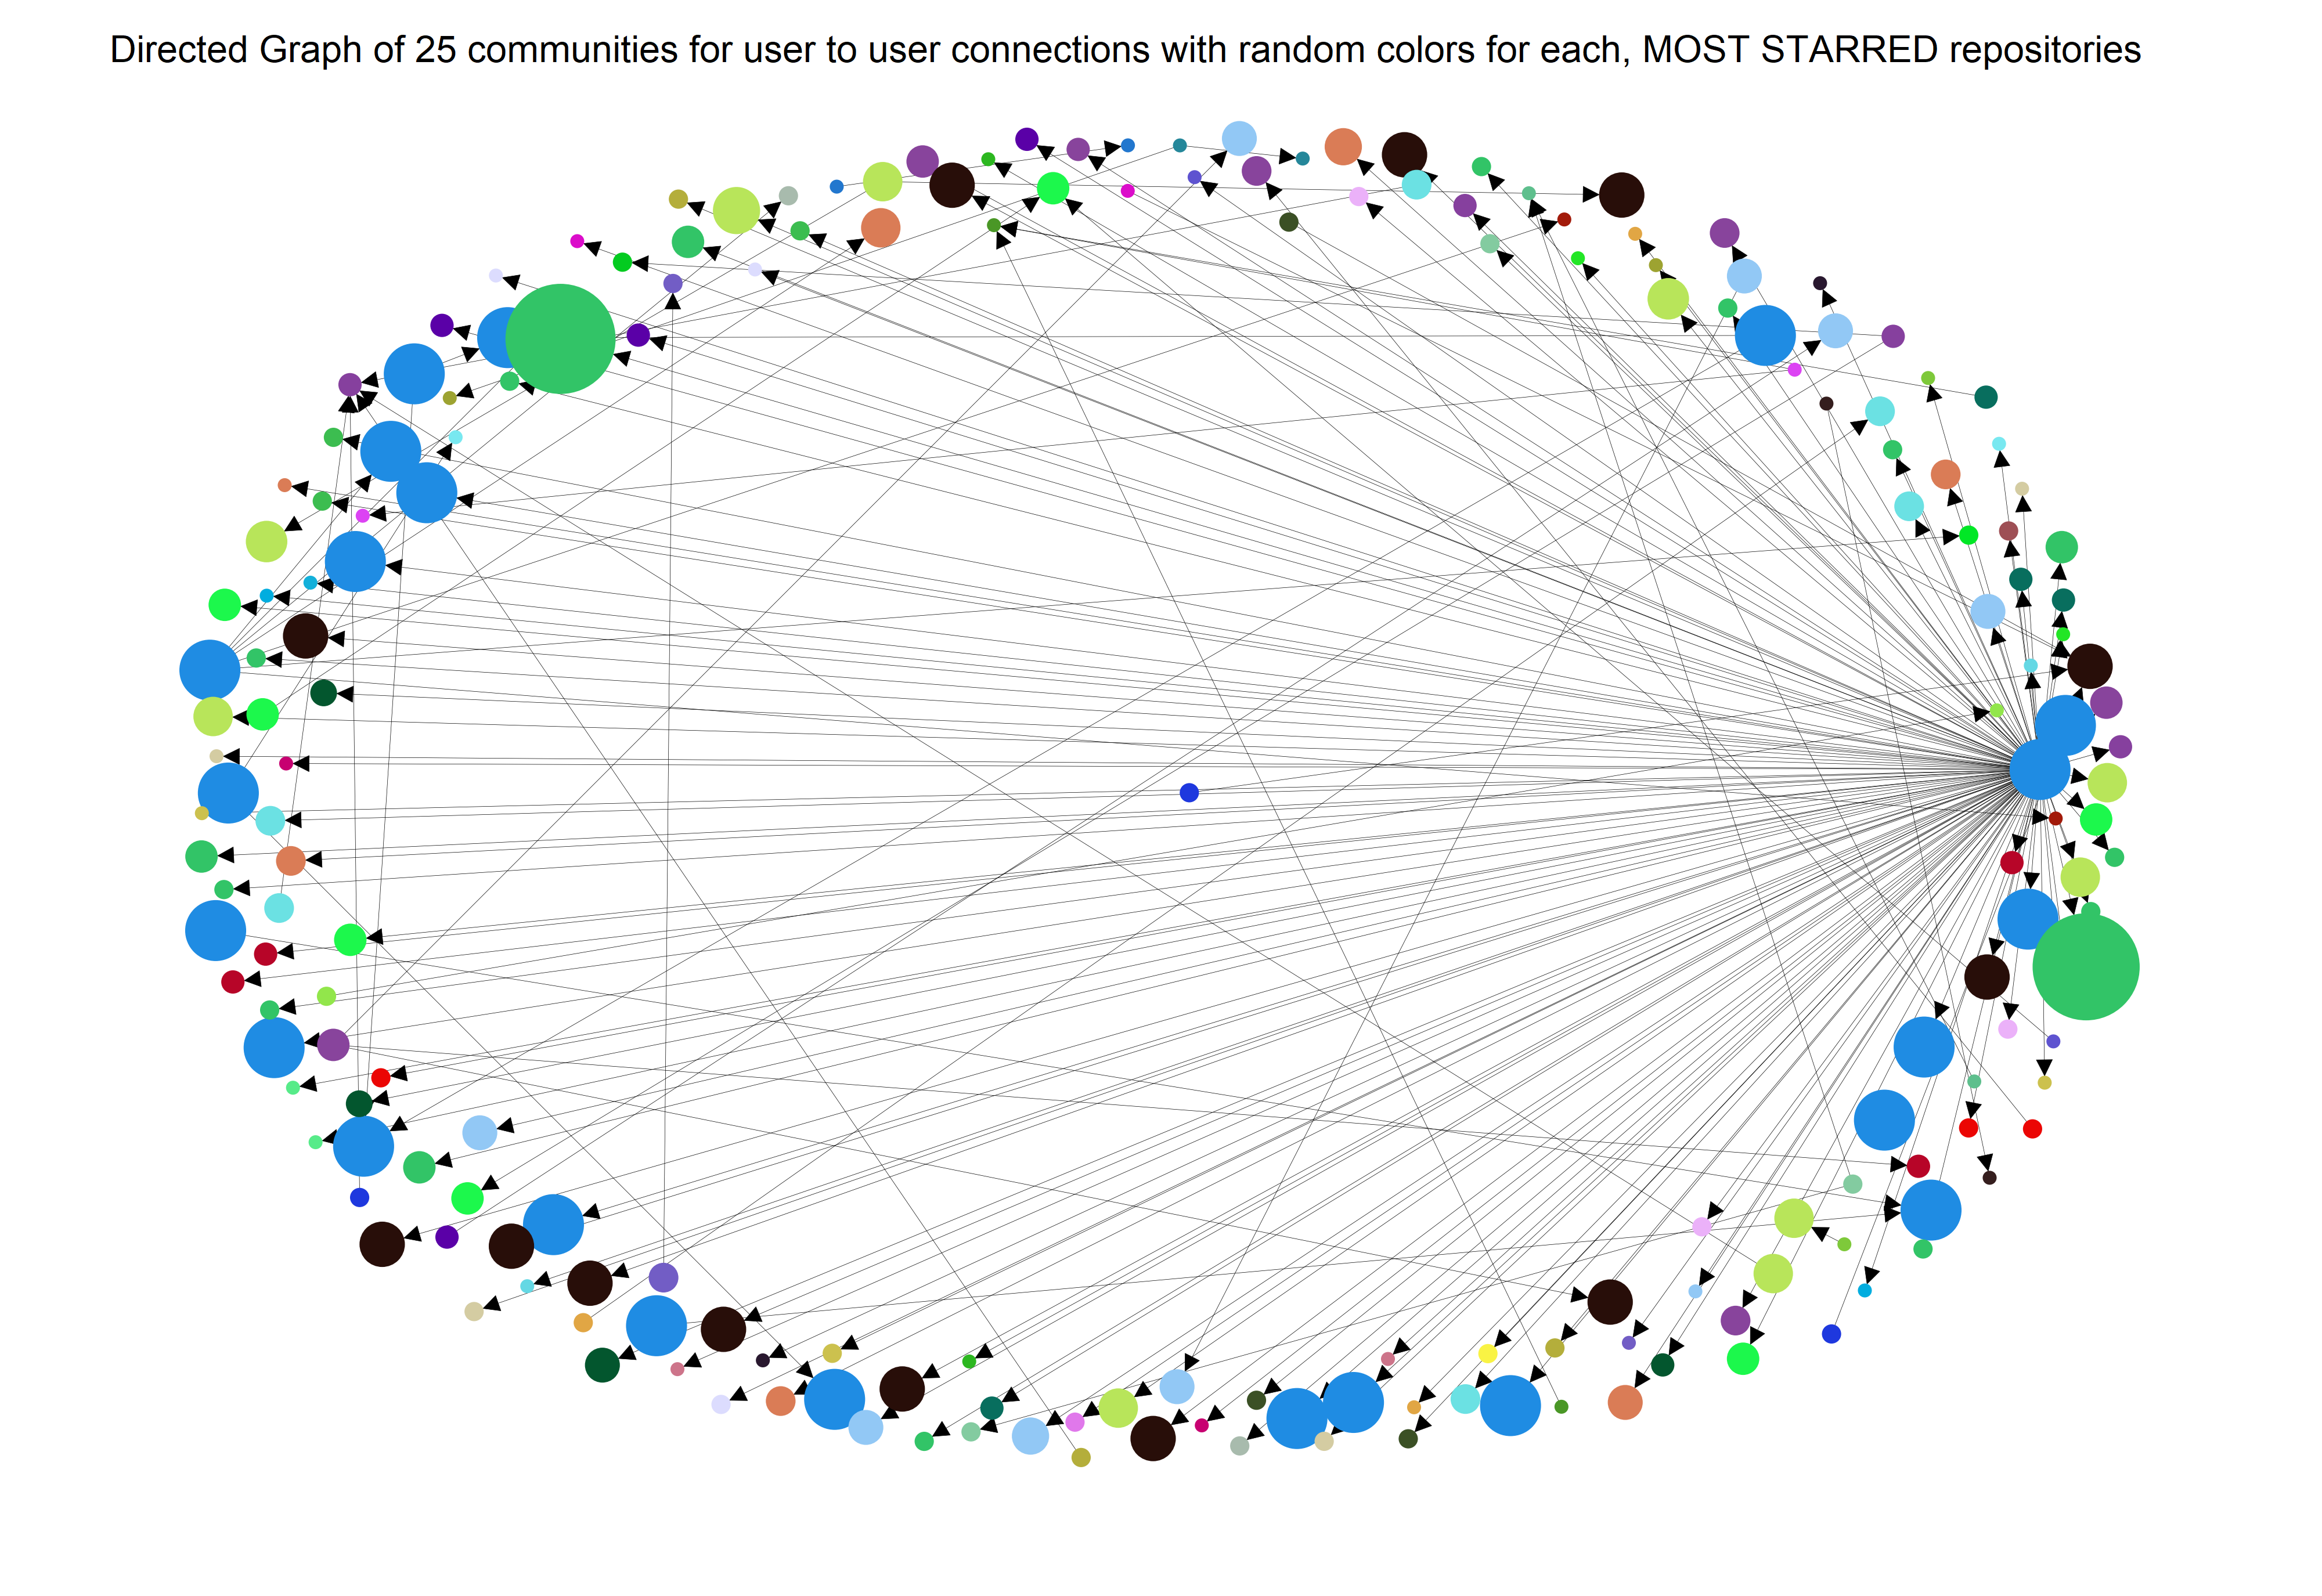 Directed Graph of 25 communities for user to user connections with random colors for each, MOST STARRED repositories